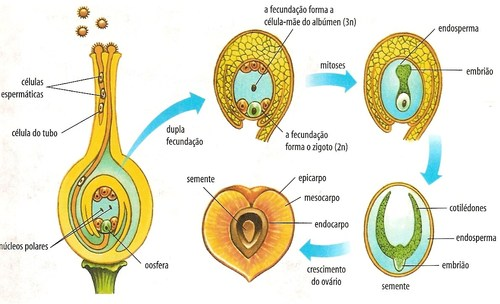 células
espermáticas
célula do tubo
núcleos polares
oosfera
dupla
fecundação
a fecundação forma a
célula-mãe do albúmen (3n)
a fecundação
forma o zigoto (2n)
mitoses
endosperma
embrião
cotilédones
endosperma
embrião
semente
crescimento
do ovário
semente
epicarpo
mesocarpo
endocarpo